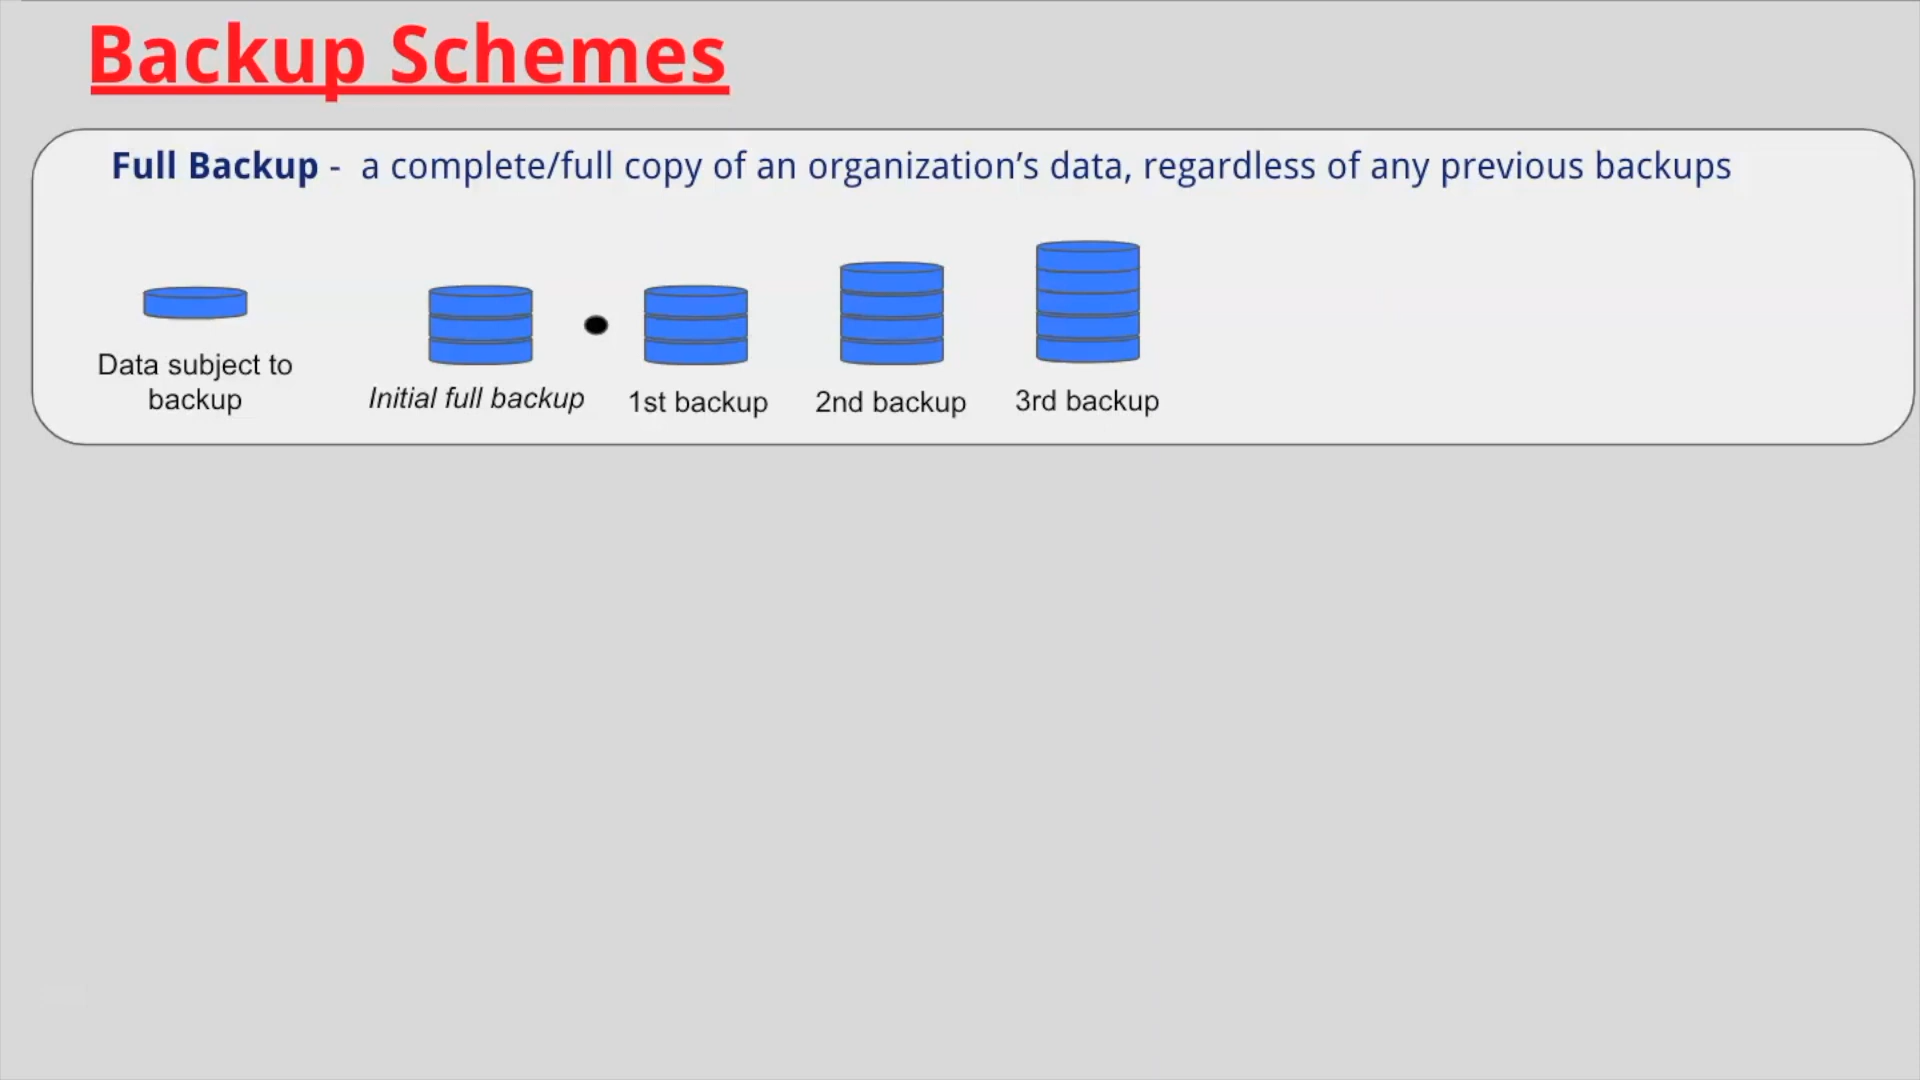 Backup Schemes
Full Backup - a complete/full copy of an organization’s data, regardless of any previous backups
Data subject to
backup
Initial full backup
1st backup
2nd backup
3rd backup